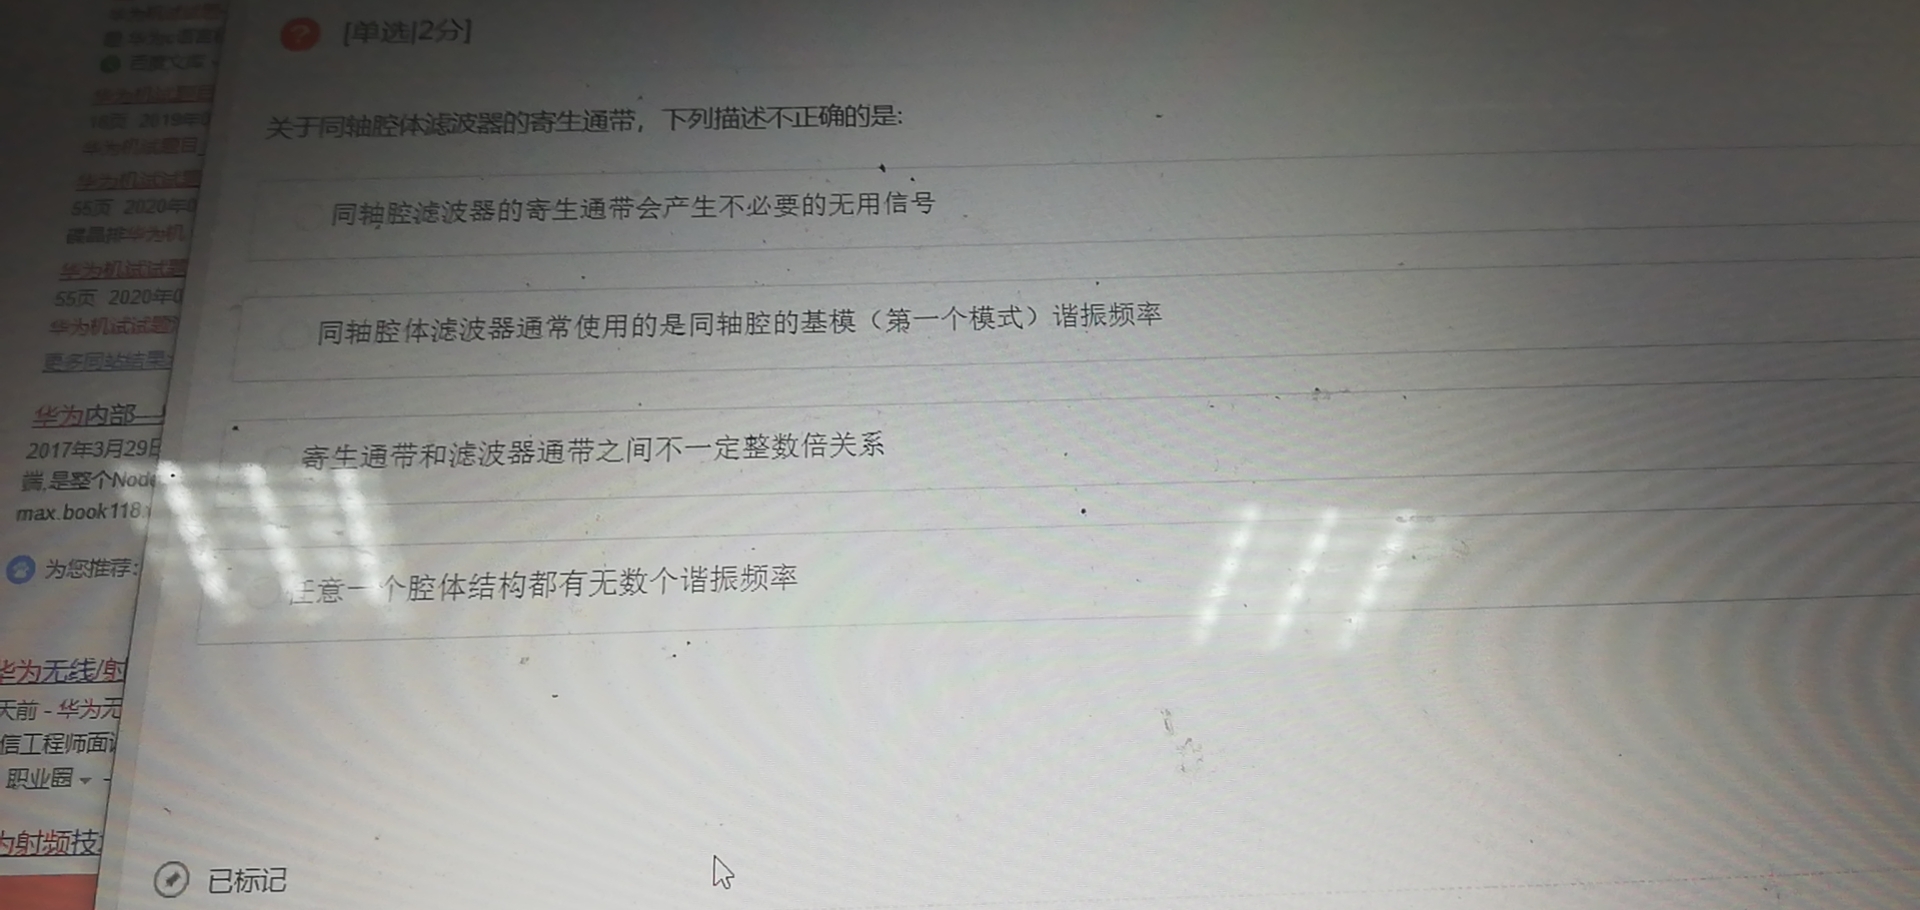 [单选|2分]
关于同轴腔体滤波器的寄生通带，下列描述不正确的是:
同轴腔滤波器的寄生通带会产生不必要的无用信号
同轴腔体滤波器通常使用的是同轴腔的基模（第一个模式）谐振频率
寄生通带和滤波器通带之间不一定整数倍关系
任意一个腔体结构都有无数个谐振频率
已标记
华为机试题目
16页 2019年0
华为机试题目
华为机试试题
55页 2020年0
华为机试试题
55页 2020年0
华为机试试题
更多同站结果
华为内部—
2017年3月29日
端,是整个Node
max.book118.
为您推荐:
华为无线/射
天前 - 华为无
信工程师面试
职业圈
为射频技